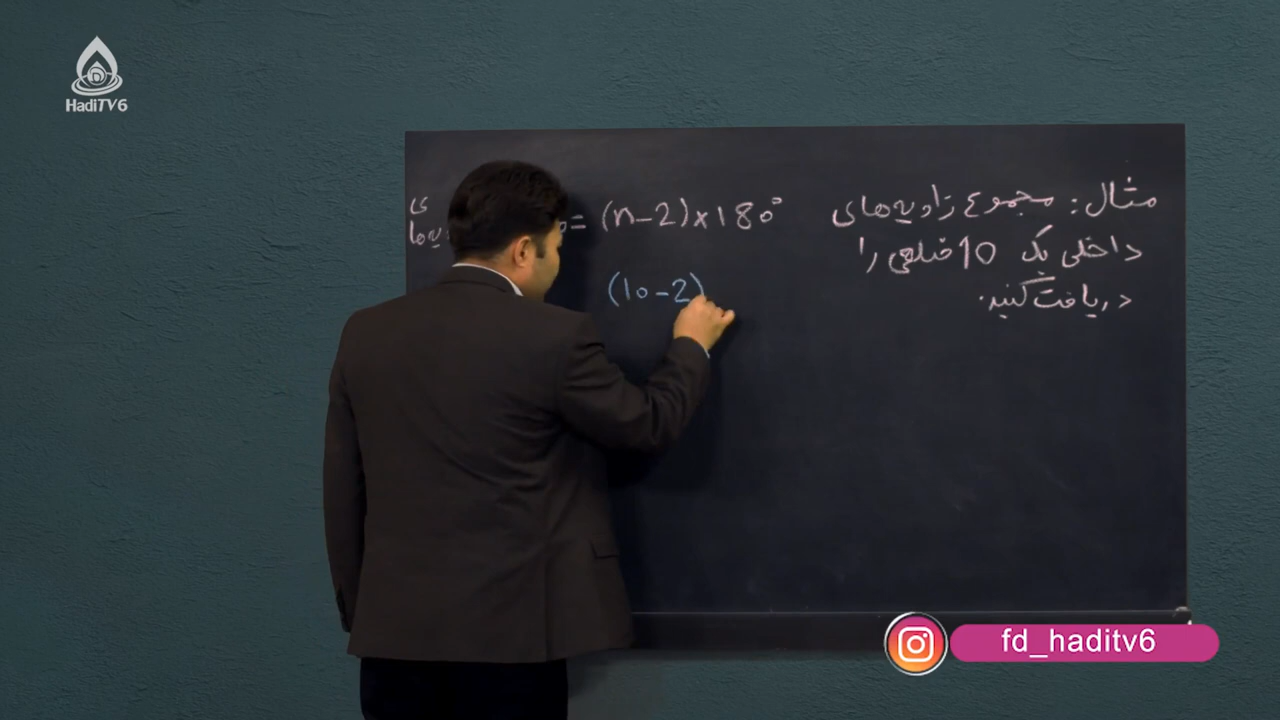 HadiTV6
مثال: مجموع زاویه‌های
داخلی یک 10 ضلعی را
دریافت کنید.
= (n-2)×180°
(10-2)
fd_haditv6